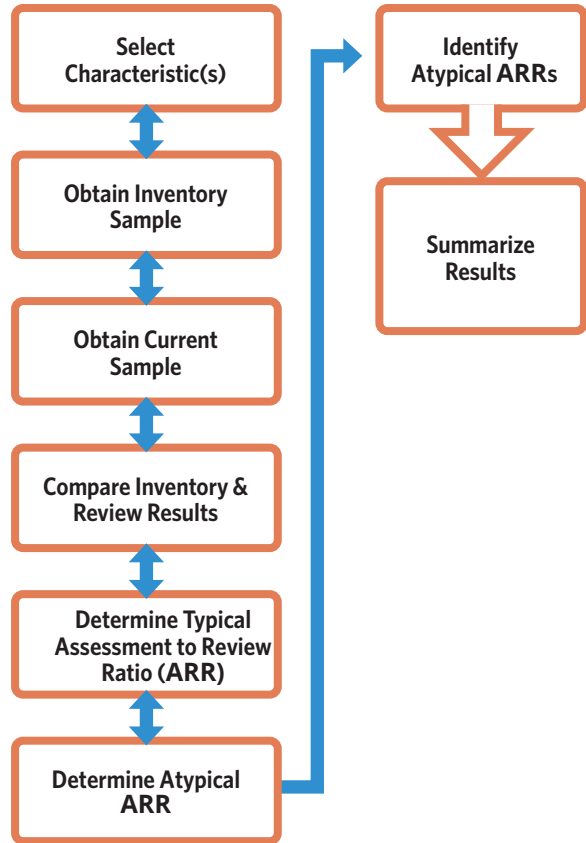 Select
Characteristic(s)
Obtain Inventory
Sample
Obtain Current
Sample
Compare Inventory &
Review Results
Determine Typical
Assessment to Review
Ratio (ARR)
Determine Atypical
ARR
Identify
Atypical ARRs
Summarize
Results